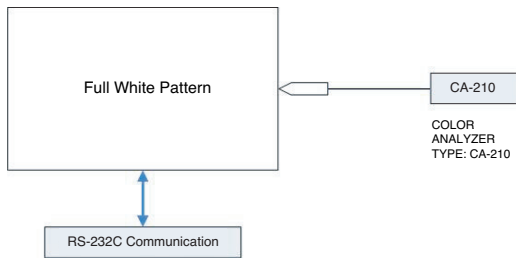 Full White Pattern
CA-210
COLOR
ANALYZER
TYPE: CA-210
RS-232C Communication